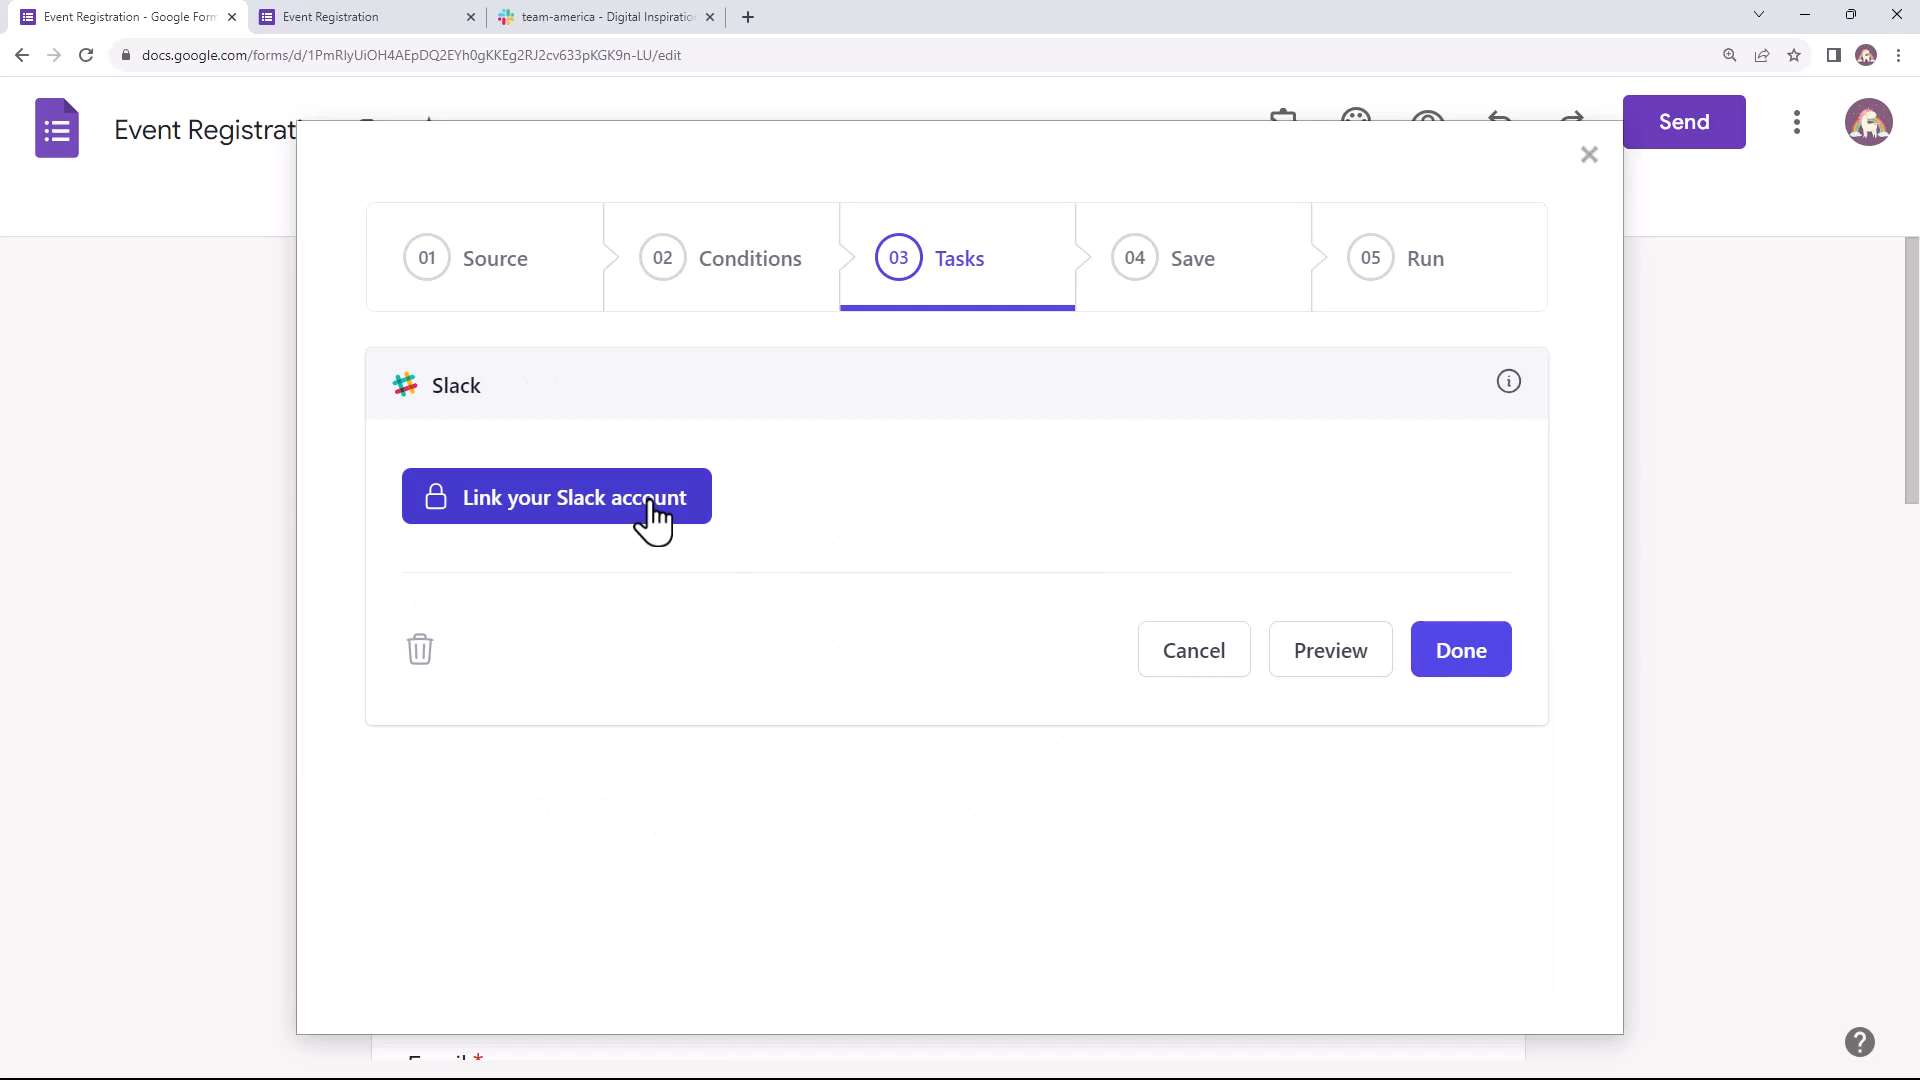 Event Registration - Google Form
Event Registration
team-america - Digital Inspiratio
docs.google.com/forms/d/1PmRlyUiOH4AEpDQ2EYh0gKKEg2RJ2cv633pKGK9n-LU/edit
Event Registrat
Send
01 Source
02 Conditions
03 Tasks
04 Save
05 Run
Slack
Link your Slack account
Cancel
Preview
Done